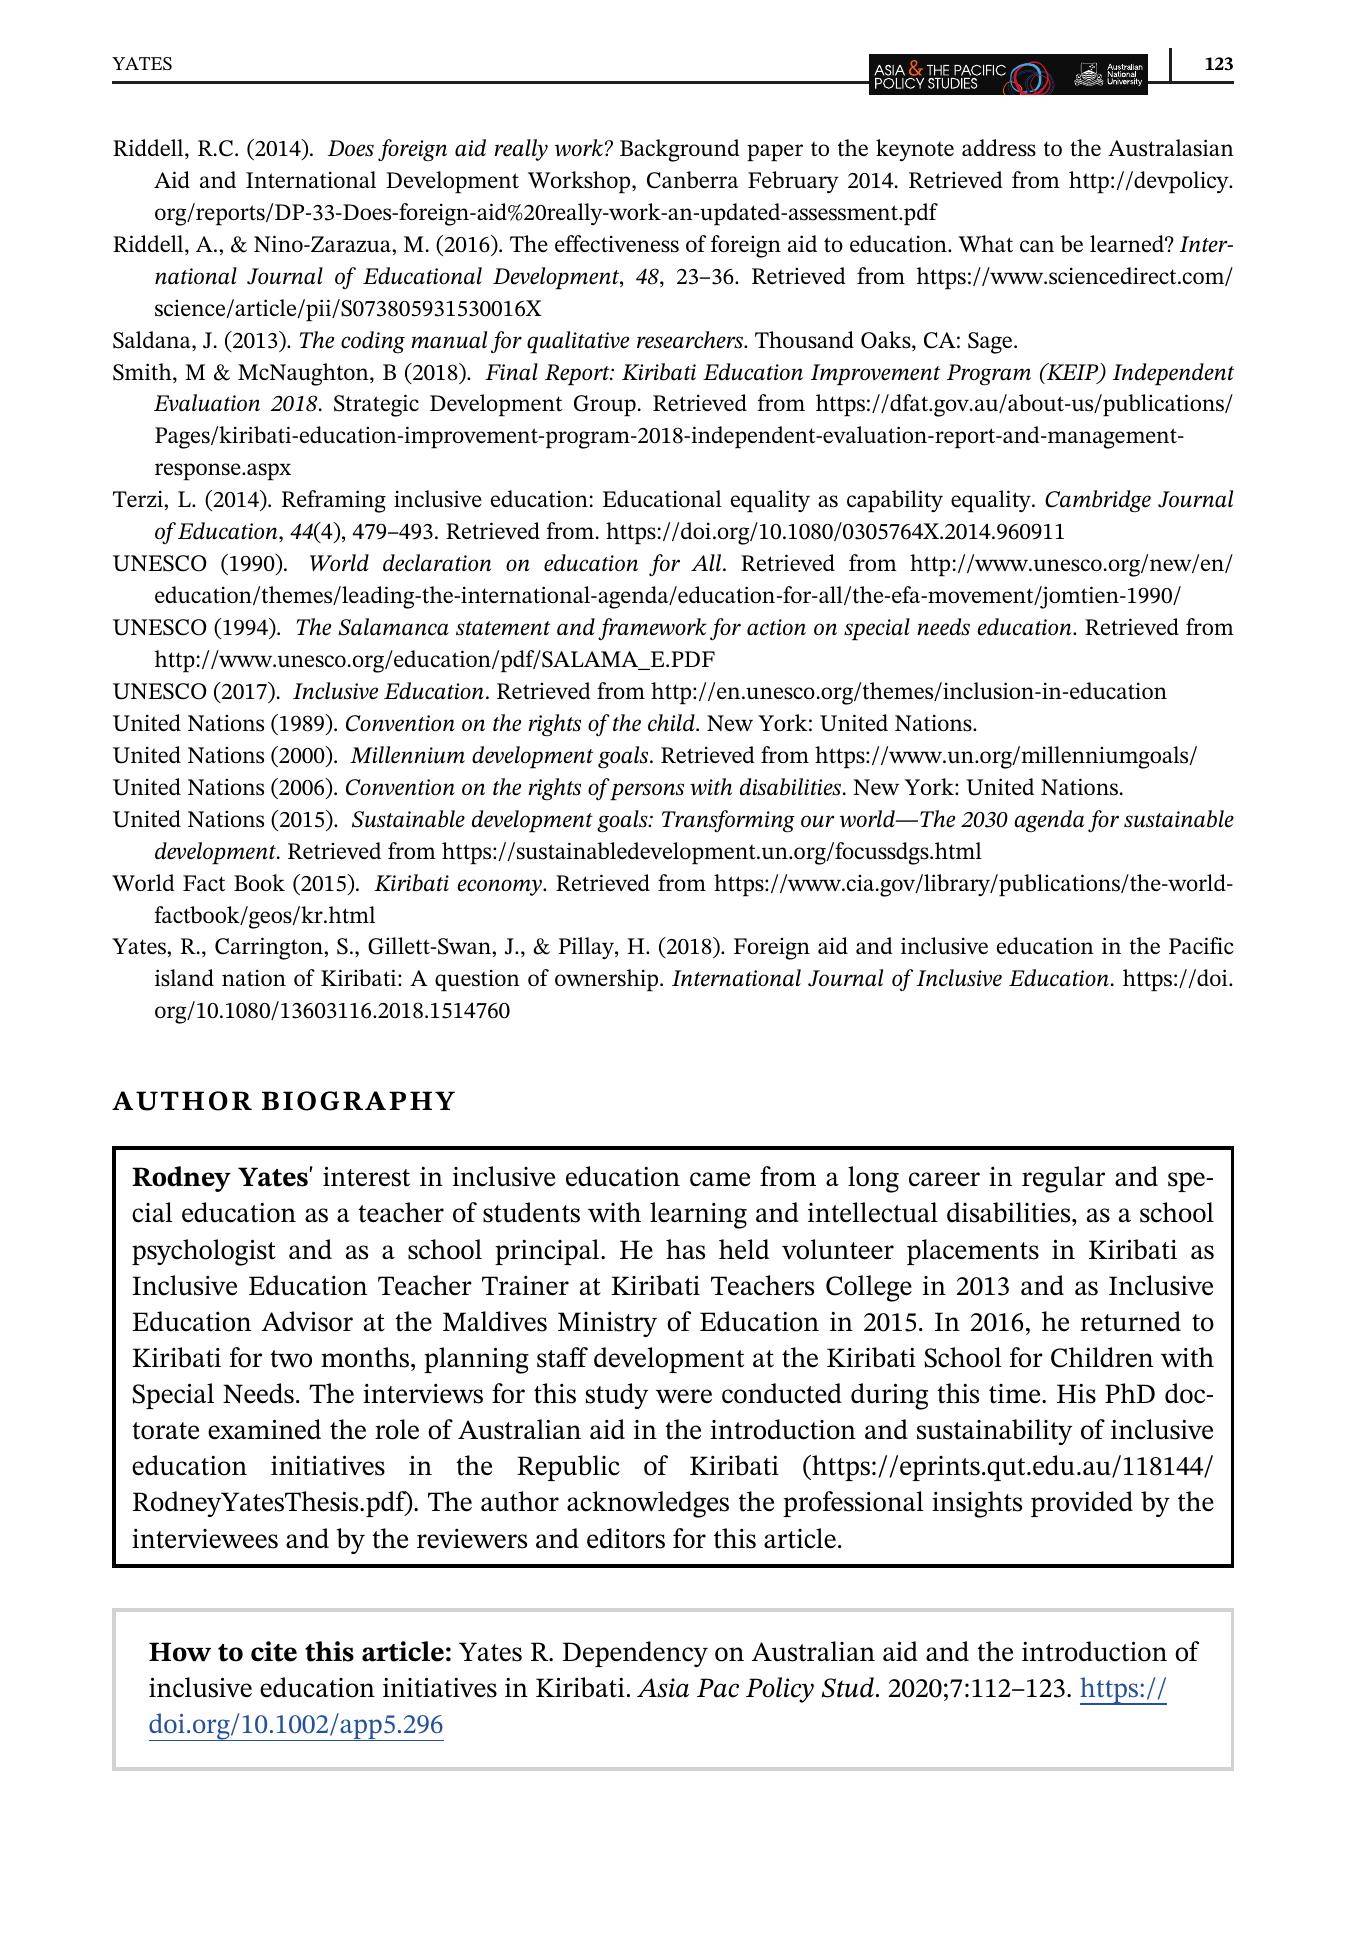 YATES
ASIA & THE PACIFIC
POLICY STUDIES
Australian
National
University
123
Riddell, R.C. (2014). Does foreign aid really work? Background paper to the keynote address to the Australasian
Aid and International Development Workshop, Canberra February 2014. Retrieved from http://devpolicy.
org/reports/DP-33-Does-foreign-aid%20really-work-an-updated-assessment.pdf
Riddell, A., & Nino-Zarazua, M. (2016). The effectiveness of foreign aid to education. What can be learned? Inter-
national Journal of Educational Development, 48, 23–36. Retrieved from https://www.sciencedirect.com/
science/article/pii/S073805931530016X
Saldana, J. (2013). The coding manual for qualitative researchers. Thousand Oaks, CA: Sage.
Smith, M & McNaughton, B (2018). Final Report: Kiribati Education Improvement Program (KEIP) Independent
Evaluation 2018. Strategic Development Group. Retrieved from https://dfat.gov.au/about-us/publications/
Pages/kiribati-education-improvement-program-2018-independent-evaluation-report-and-management-
response.aspx
Terzi, L. (2014). Reframing inclusive education: Educational equality as capability equality. Cambridge Journal
of Education, 44(4), 479–493. Retrieved from. https://doi.org/10.1080/0305764X.2014.960911
UNESCO (1990). World declaration on education for All. Retrieved from http://www.unesco.org/new/en/
education/themes/leading-the-international-agenda/education-for-all/the-efa-movement/jomtien-1990/
UNESCO (1994). The Salamanca statement and framework for action on special needs education. Retrieved from
http://www.unesco.org/education/pdf/SALAMA_E.PDF
UNESCO (2017). Inclusive Education. Retrieved from http://en.unesco.org/themes/inclusion-in-education
United Nations (1989). Convention on the rights of the child. New York: United Nations.
United Nations (2000). Millennium development goals. Retrieved from https://www.un.org/millenniumgoals/
United Nations (2006). Convention on the rights of persons with disabilities. New York: United Nations.
United Nations (2015). Sustainable development goals: Transforming our world—The 2030 agenda for sustainable
development. Retrieved from https://sustainabledevelopment.un.org/focussdgs.html
World Fact Book (2015). Kiribati economy. Retrieved from https://www.cia.gov/library/publications/the-world-
factbook/geos/kr.html
Yates, R., Carrington, S., Gillett-Swan, J., & Pillay, H. (2018). Foreign aid and inclusive education in the Pacific
island nation of Kiribati: A question of ownership. International Journal of Inclusive Education. https://doi.
org/10.1080/13603116.2018.1514760
AUTHOR BIOGRAPHY
Rodney Yates' interest in inclusive education came from a long career in regular and spe-
cial education as a teacher of students with learning and intellectual disabilities, as a school
psychologist and as a school principal. He has held volunteer placements in Kiribati as
Inclusive Education Teacher Trainer at Kiribati Teachers College in 2013 and as Inclusive
Education Advisor at the Maldives Ministry of Education in 2015. In 2016, he returned to
Kiribati for two months, planning staff development at the Kiribati School for Children with
Special Needs. The interviews for this study were conducted during this time. His PhD doc-
torate examined the role of Australian aid in the introduction and sustainability of inclusive
education initiatives in the Republic of Kiribati (https://eprints.qut.edu.au/118144/
RodneyYatesThesis.pdf). The author acknowledges the professional insights provided by the
interviewees and by the reviewers and editors for this article.
How to cite this article: Yates R. Dependency on Australian aid and the introduction of
inclusive education initiatives in Kiribati. Asia Pac Policy Stud. 2020;7:112–123. https://
doi.org/10.1002/app5.296